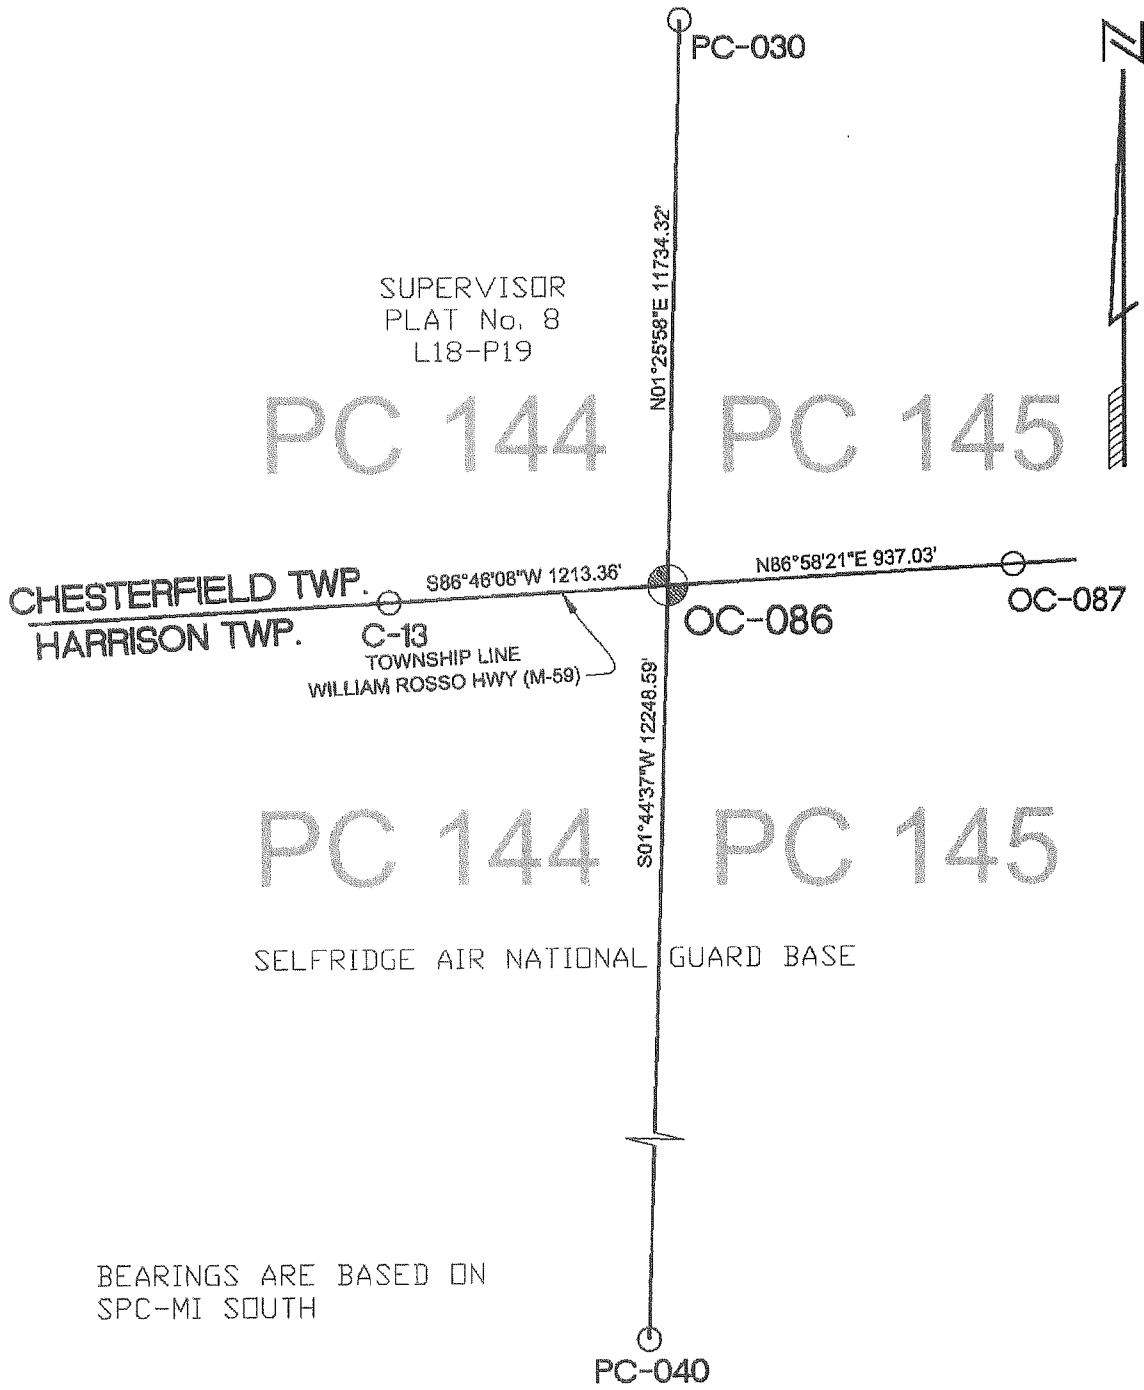 N
PC-030
N01°25'58"E 11734.32'
SUPERVISOR
PLAT No. 8
L18-P19
PC 144
PC 145
S86°46'08"W 1213.36'
N86°58'21"E 937.03'
CHESTERFIELD TWP.
HARRISON TWP.
C-13
OC-086
OC-087
TOWNSHIP LINE
WILLIAM ROSSO HWY (M-59)
S01°44'37"W 12248.59'
PC 144
PC 145
SELFRIDGE AIR NATIONAL GUARD BASE
BEARINGS ARE BASED ON
SPC-MI SOUTH
PC-040